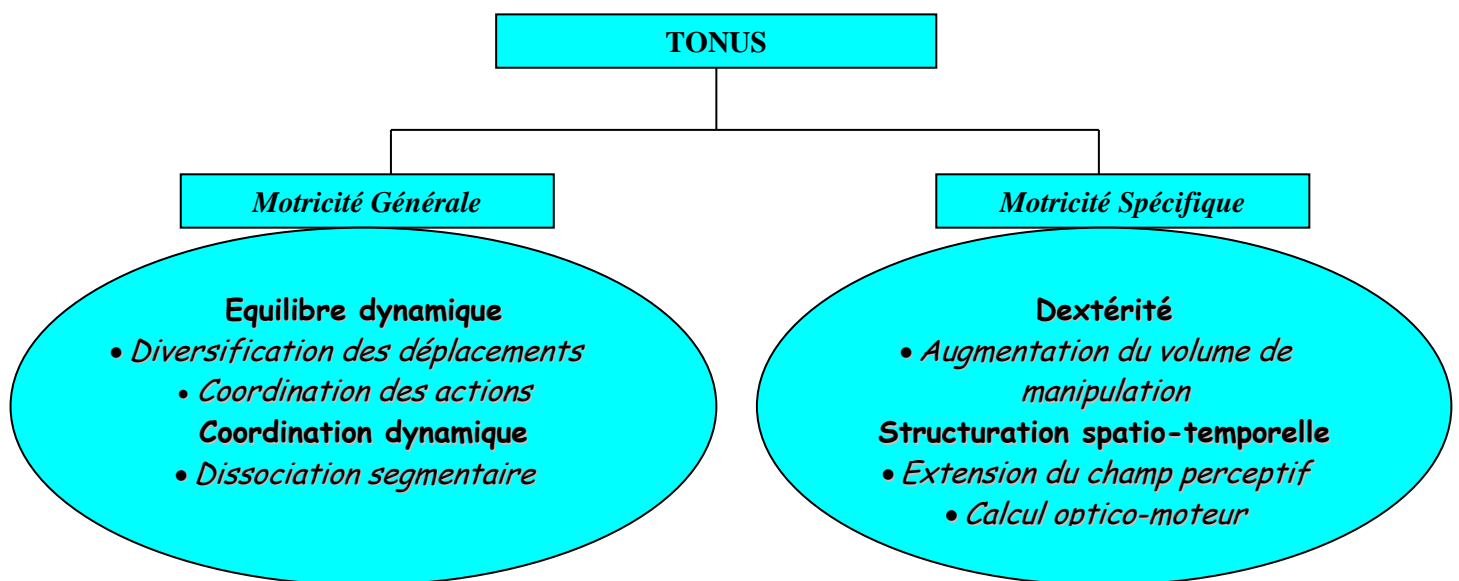 TONUS
Motricité Générale
Equilibre dynamique
• Diversification des déplacements
• Coordination des actions
Coordination dynamique
• Dissociation segmentaire
Motricité Spécifique
Dextérité
• Augmentation du volume de
manipulation
Structuration spatio-temporelle
• Extension du champ perceptif
• Calcul optico-moteur